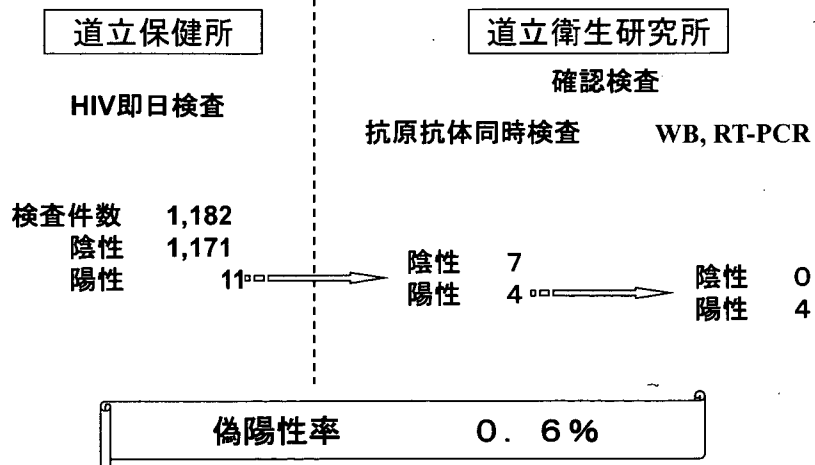 道立保健所
HIV即日検査
検査件数 1,182
陰性 1,171
陽性 11
道立衛生研究所
確認検査
抗原抗体同時検査 WB, RT-PCR
陰性 7
陽性 4
陰性 0
陽性 4
偽陽性率 0.6%